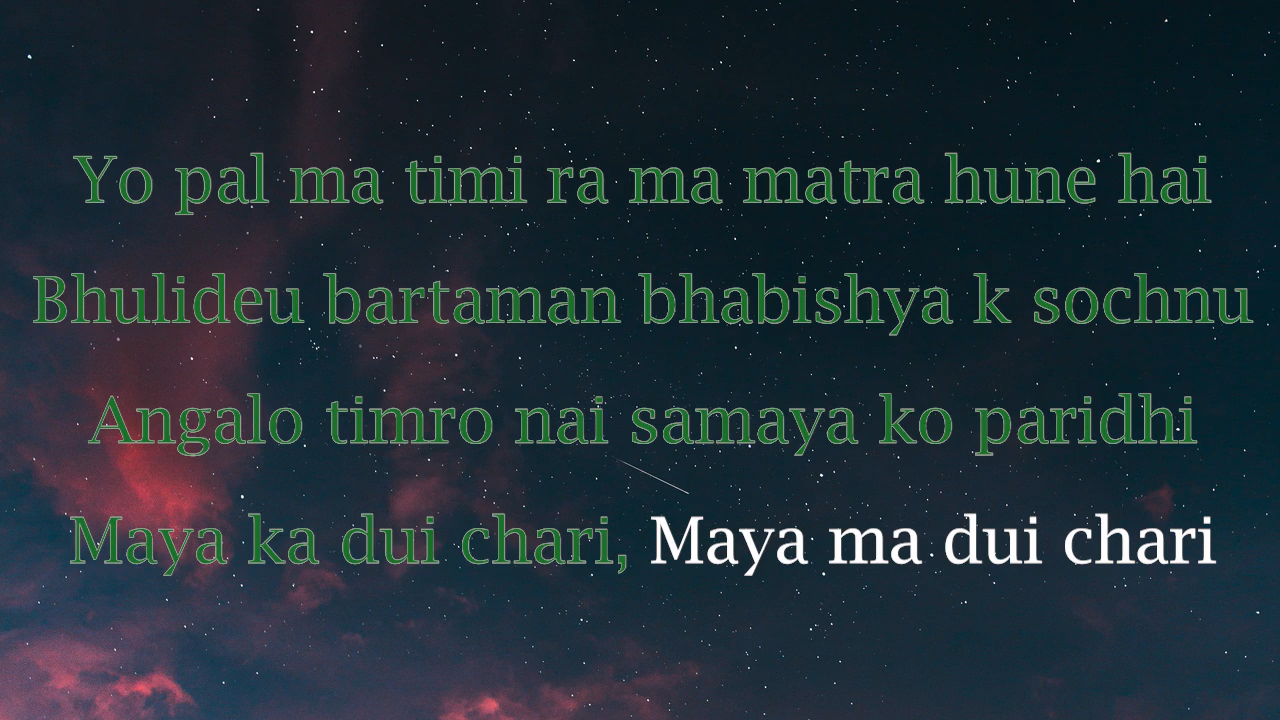 Yo pal ma timi ra ma matra hune hai
Bhulideu bartaman bhabishya k sochnu
Angalo timro nai samaya ko paridhi
Maya ka dui chari, Maya ma dui chari